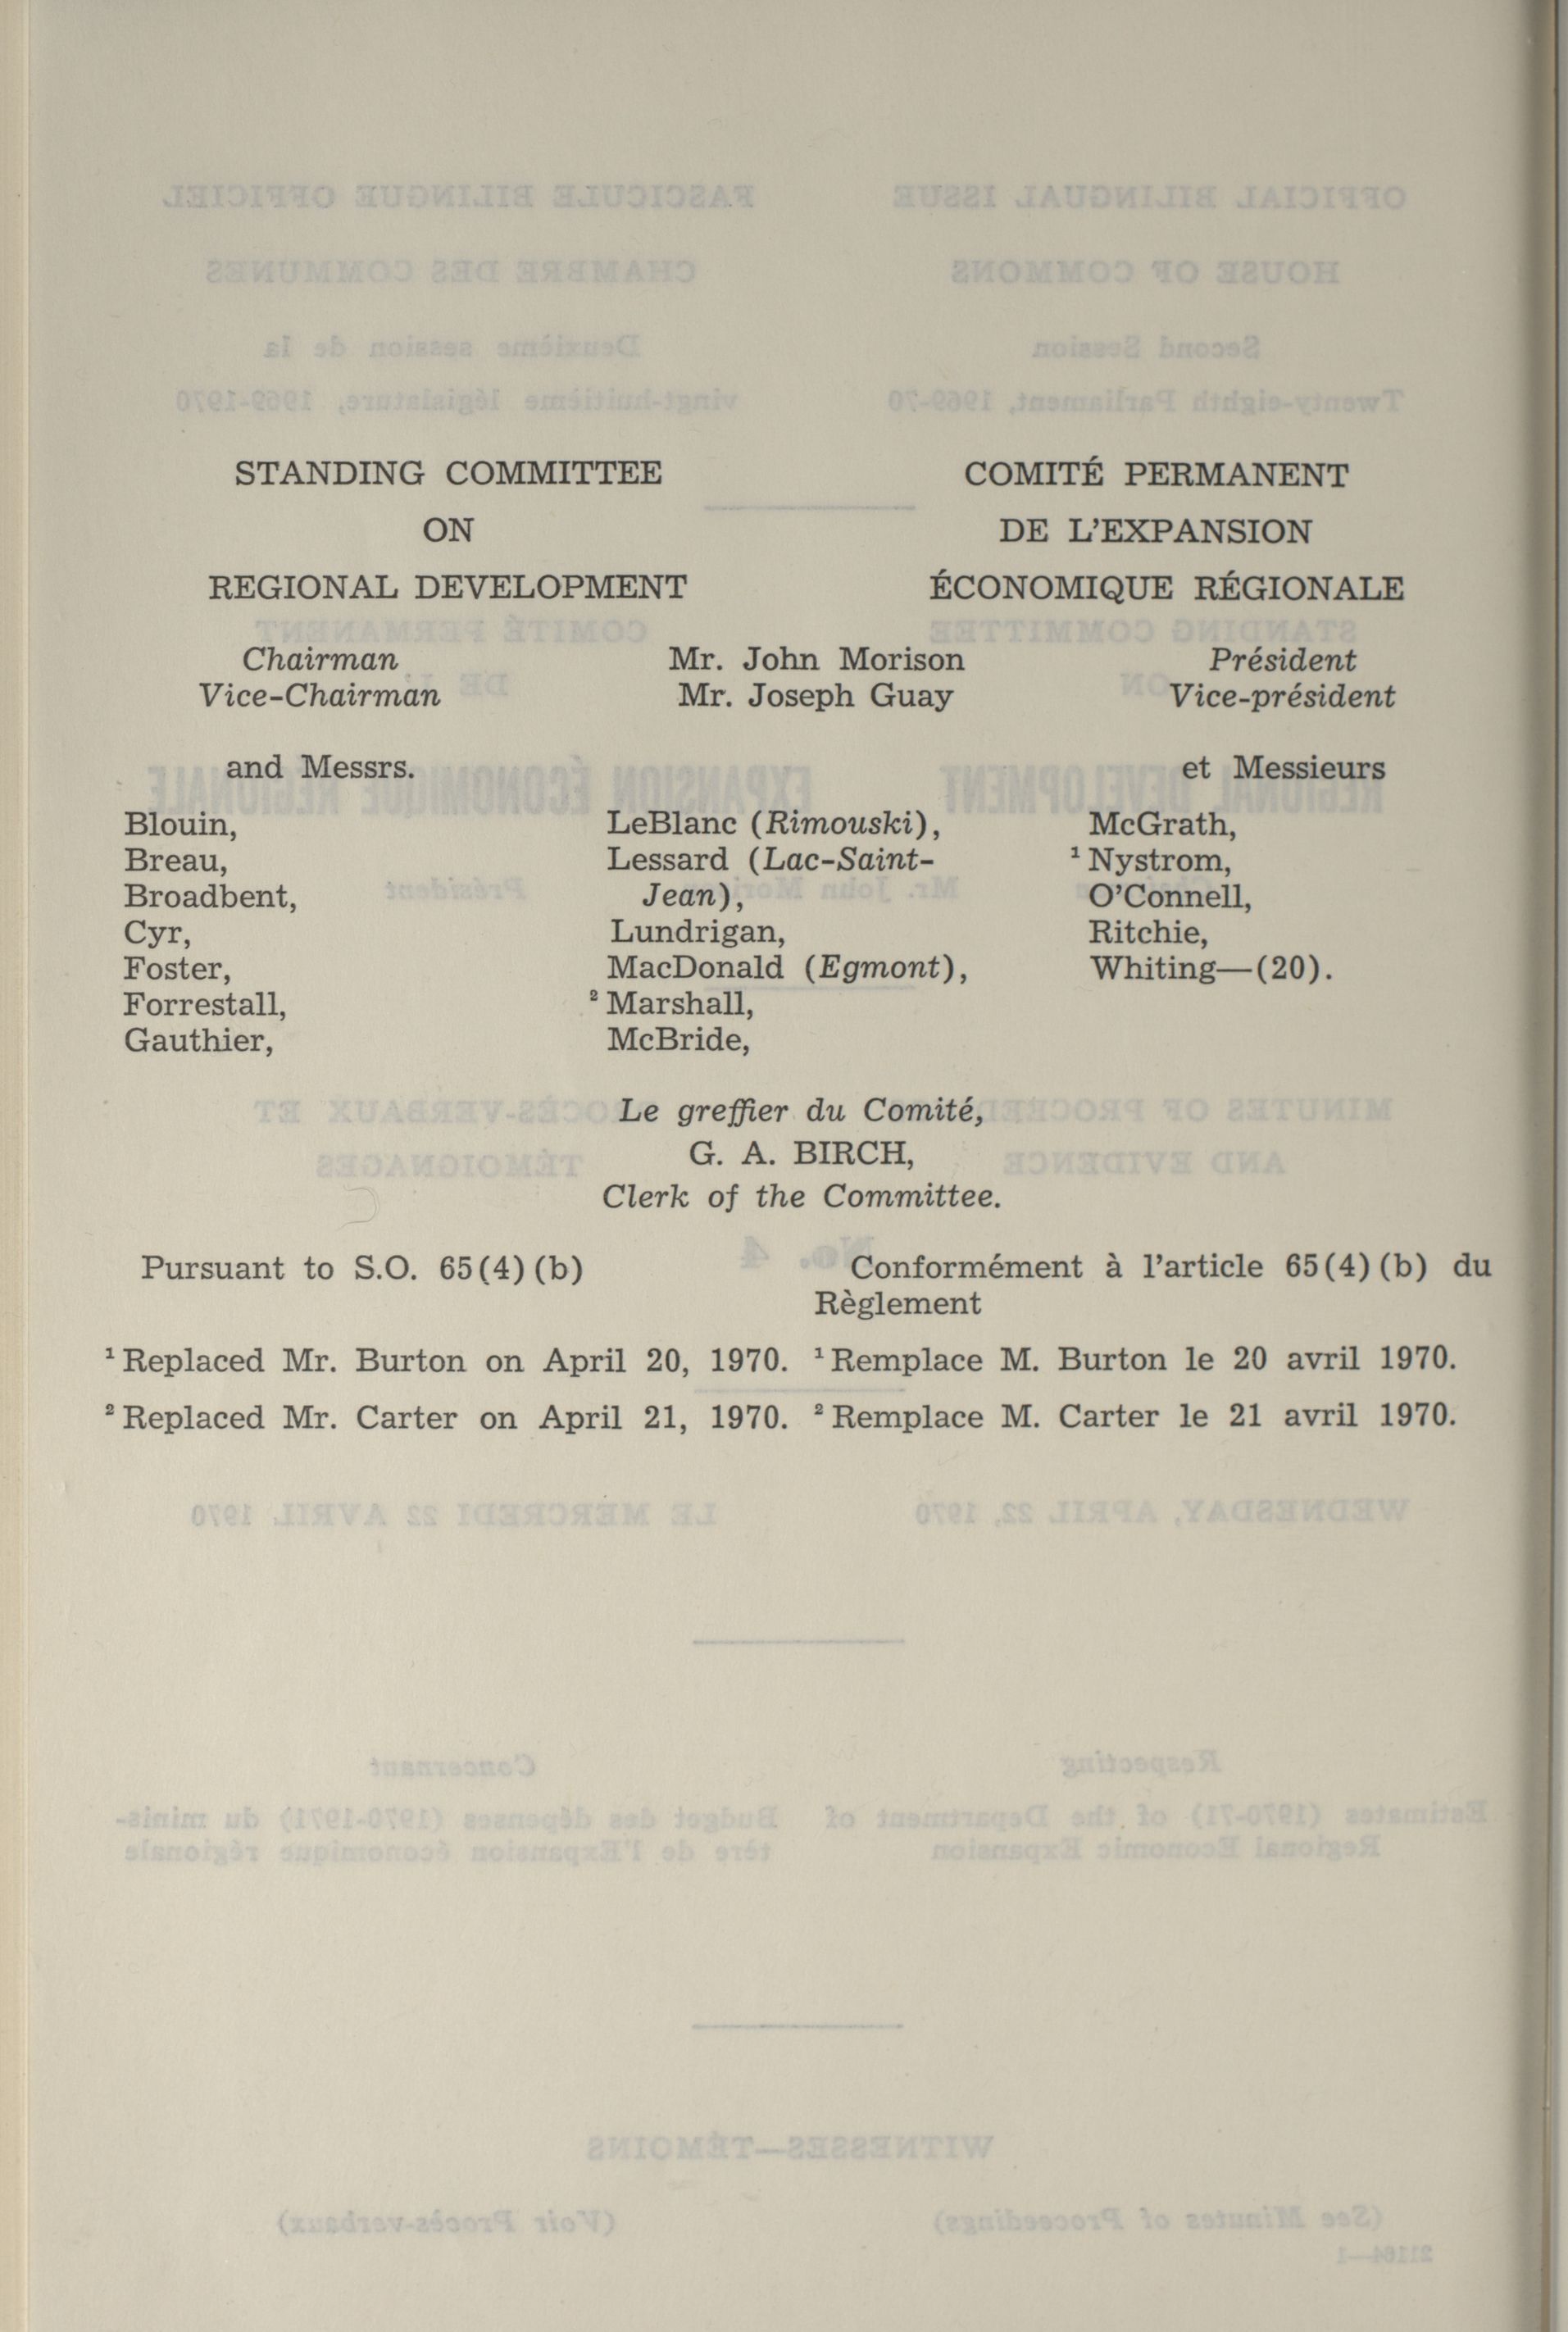 STANDING COMMITTEE
ON
REGIONAL DEVELOPMENT
COMITÉ PERMANENT
DE L'EXPANSION
ÉCONOMIQUE RÉGIONALE
Chairman Mr. John Morison Président
Vice-Chairman Mr. Joseph Guay Vice-président
and Messrs. et Messieurs
Blouin,
Breau,
Broadbent,
Cyr,
Foster,
Forrestall,
Gauthier,
LeBlanc (Rimouski),
Lessard (Lac-Saint-
Jean),
Lundrigan,
MacDonald (Egmont),
² Marshall,
McBride,
McGrath,
¹ Nystrom,
O'Connell,
Ritchie,
Whiting—(20).
Le greffier du Comité,
G. A. BIRCH,
Clerk of the Committee.
Pursuant to S.O. 65(4)(b)
¹ Replaced Mr. Burton on April 20, 1970.
² Replaced Mr. Carter on April 21, 1970.
Conformément à l'article 65(4)(b) du
Règlement
¹ Remplace M. Burton le 20 avril 1970.
² Remplace M. Carter le 21 avril 1970.